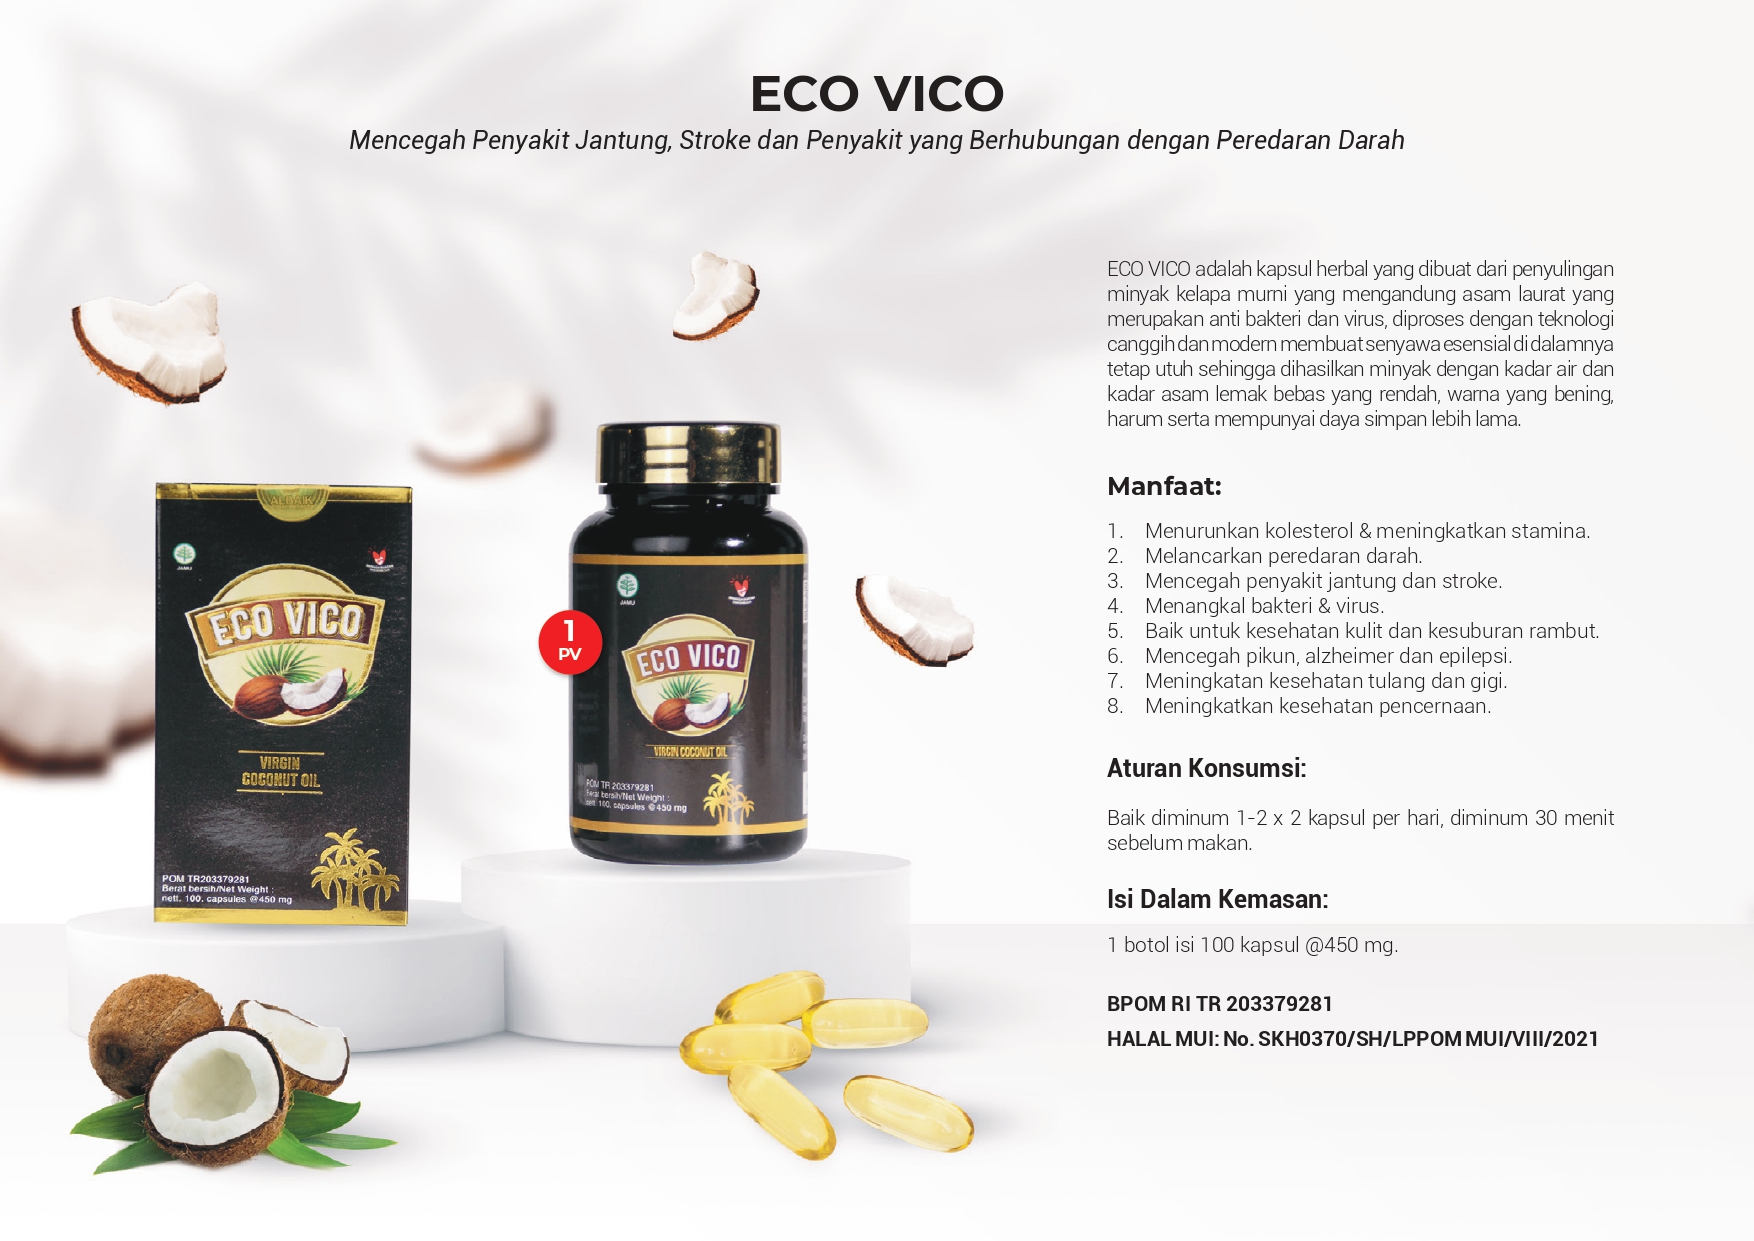 ECO VICO
Mencegah Penyakit Jantung, Stroke dan Penyakit yang Berhubungan dengan Peredaran Darah
ECO VICO adalah kapsul herbal yang dibuat dari penyulingan
minyak kelapa murni yang mengandung asam laurat yang
merupakan anti bakteri dan virus, diproses dengan teknologi
canggih dan modern membuat senyawa esensial di dalamnya
tetap utuh sehingga dihasilkan minyak dengan kadar air dan
kadar asam lemak bebas yang rendah, warna yang bening,
harum serta mempunyai daya simpan lebih lama.
Manfaat:
1. Menurunkan kolesterol & meningkatkan stamina.
2. Melancarkan peredaran darah.
3. Mencegah penyakit jantung dan stroke.
4. Menangkal bakteri & virus.
5. Baik untuk kesehatan kulit dan kesuburan rambut.
6. Mencegah pikun, alzheimer dan epilepsi.
7. Meningkatan kesehatan tulang dan gigi.
8. Meningkatkan kesehatan pencernaan.
Aturan Konsumsi:
Baik diminum 1-2 x 2 kapsul per hari, diminum 30 menit
sebelum makan.
Isi Dalam Kemasan:
1 botol isi 100 kapsul @450 mg.
BPOM RI TR 203379281
HALAL MUI: No. SKH0370/SH/LPPOM MUI/VIII/2021
JAMU
ECO VICO
VIRGIN
COCONUT OIL
POM TR203379281
Berat bersih/Net Weight :
nett. 100. capsules @450 mg
1
PV
JAMU
ECO VICO
VIRGIN COCONUT OIL
POM TR 203379281
Berat bersih/Net Weight :
nett. 100. capsules @450 mg